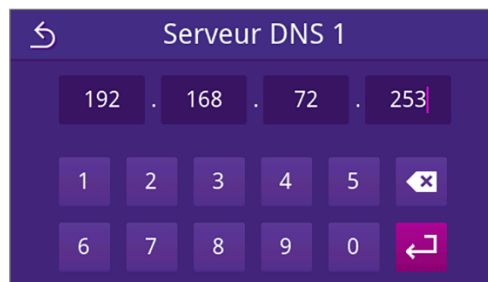 Serveur DNS 1
192 . 168 . 72 . 253
1 2 3 4 5
6 7 8 9 0